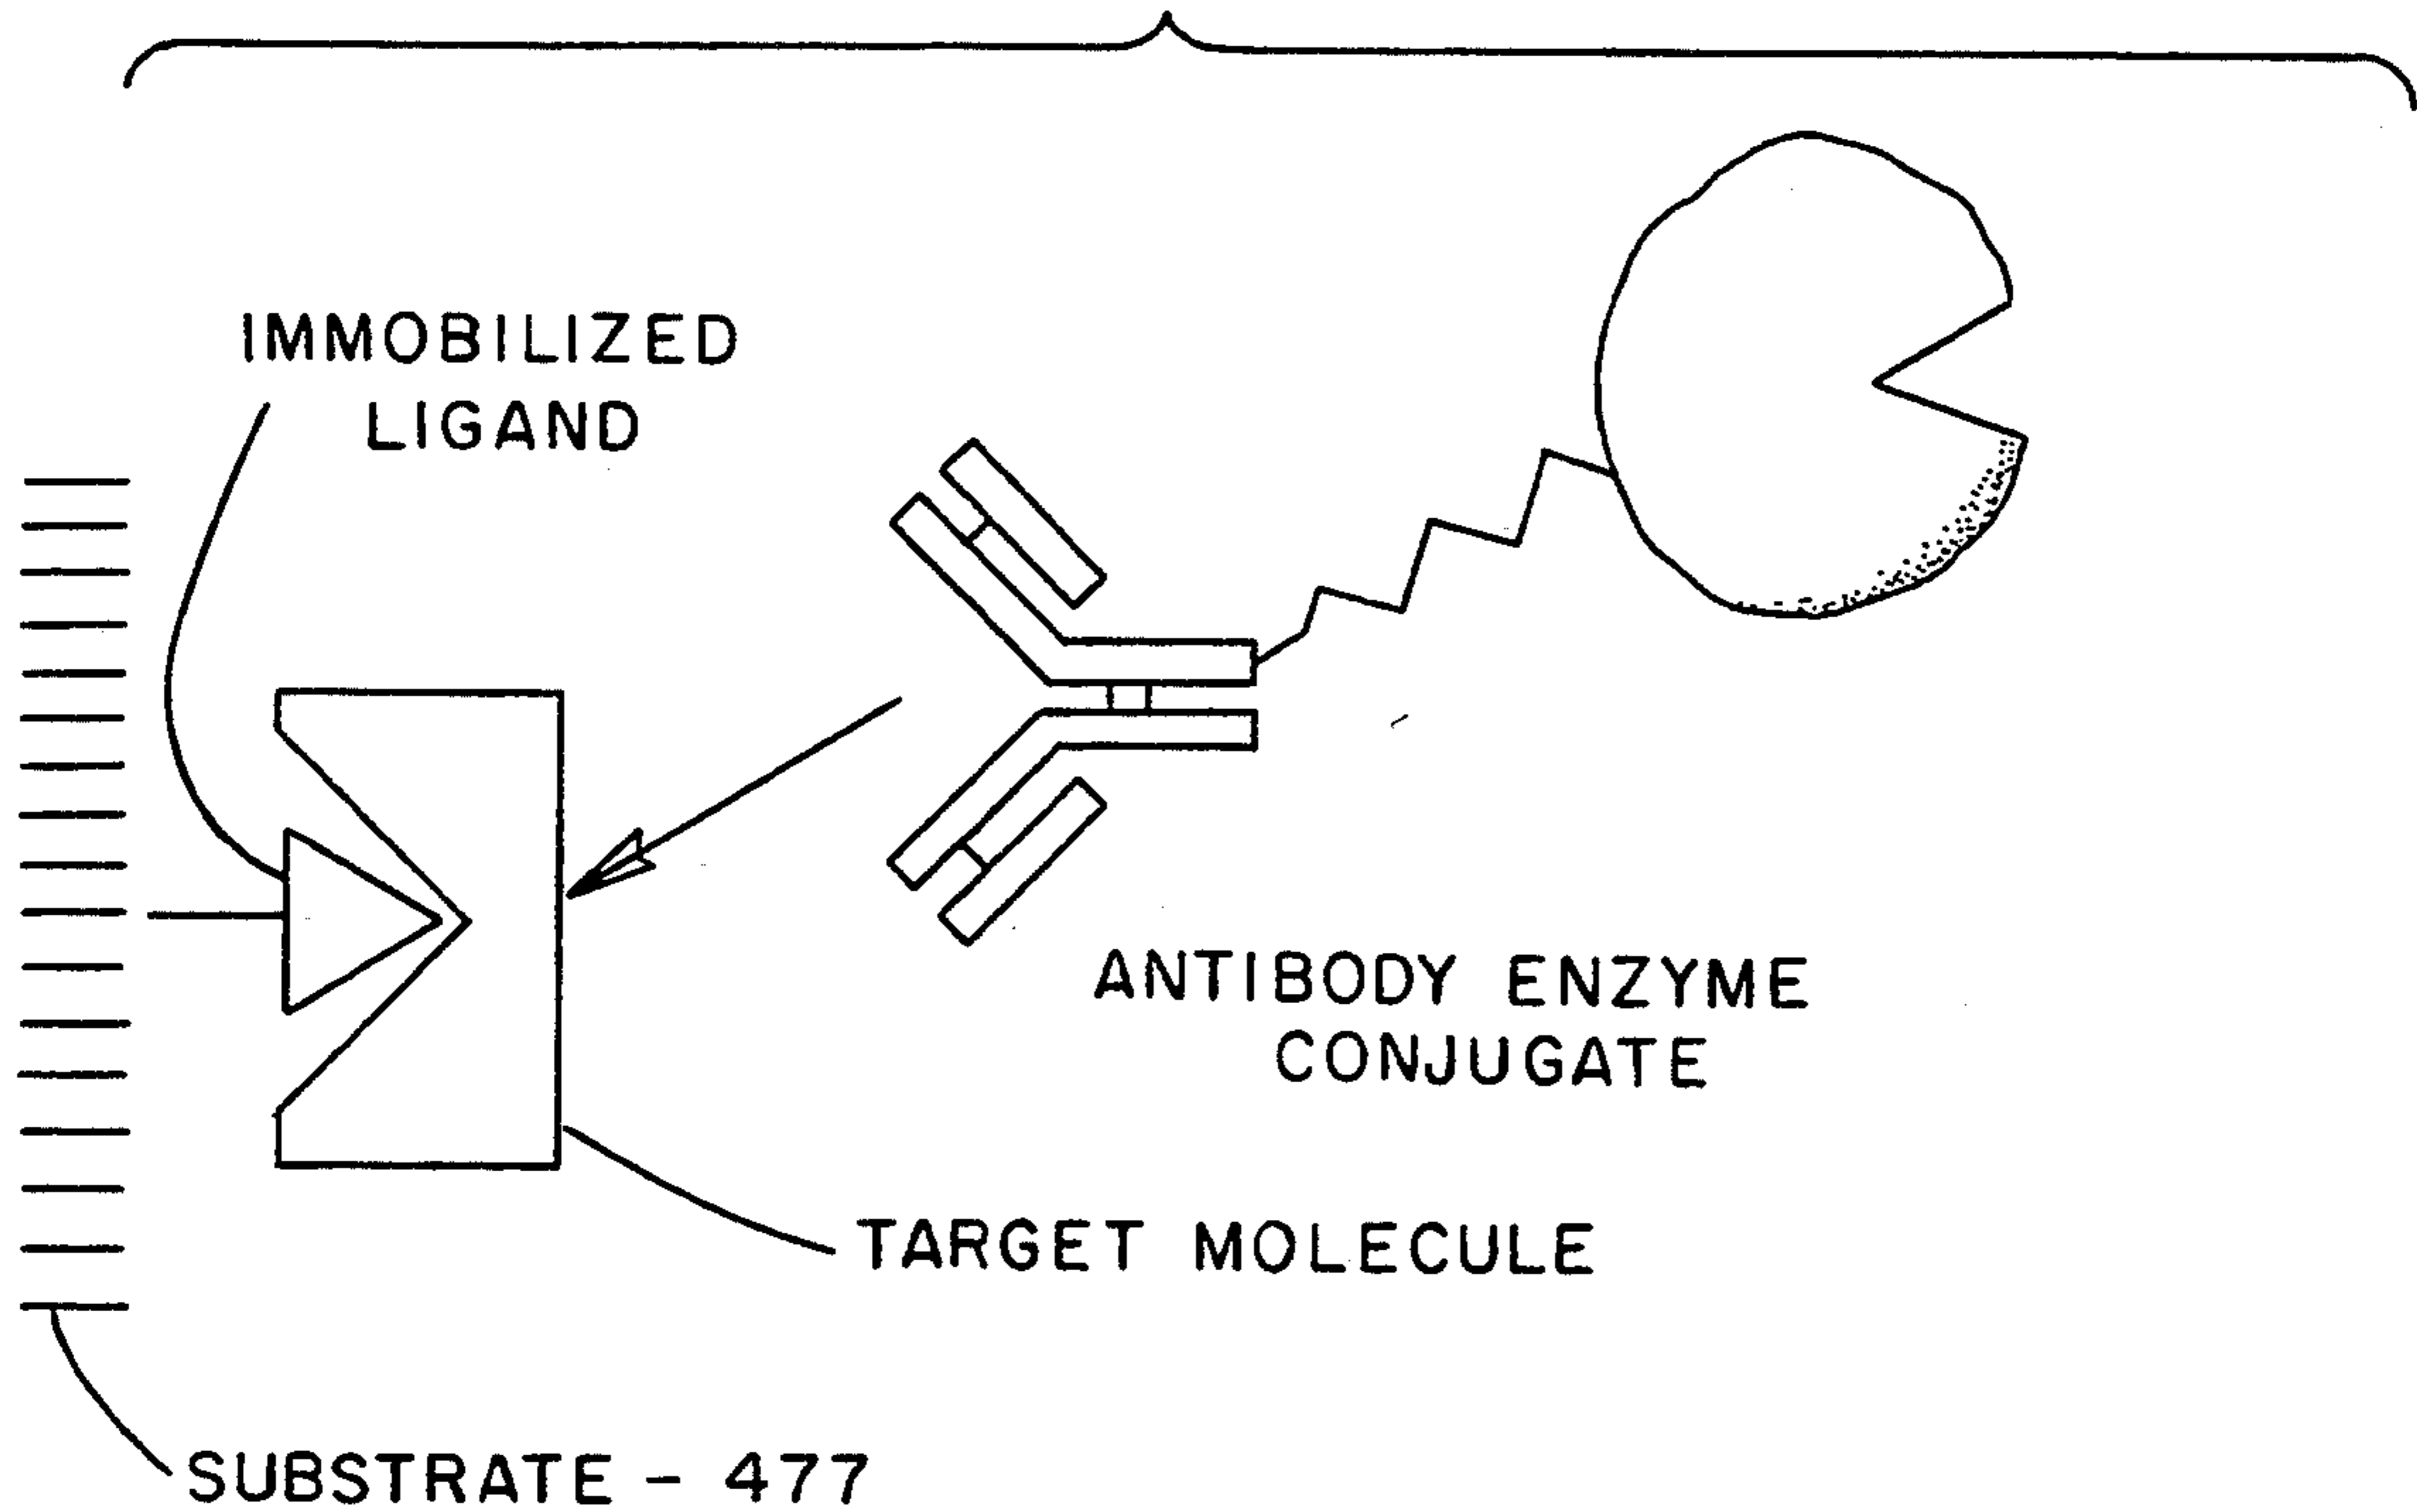 IMMOBILIZED
LIGAND
ANTIBODY ENZYME
CONJUGATE
TARGET MOLECULE
SUBSTRATE - 477